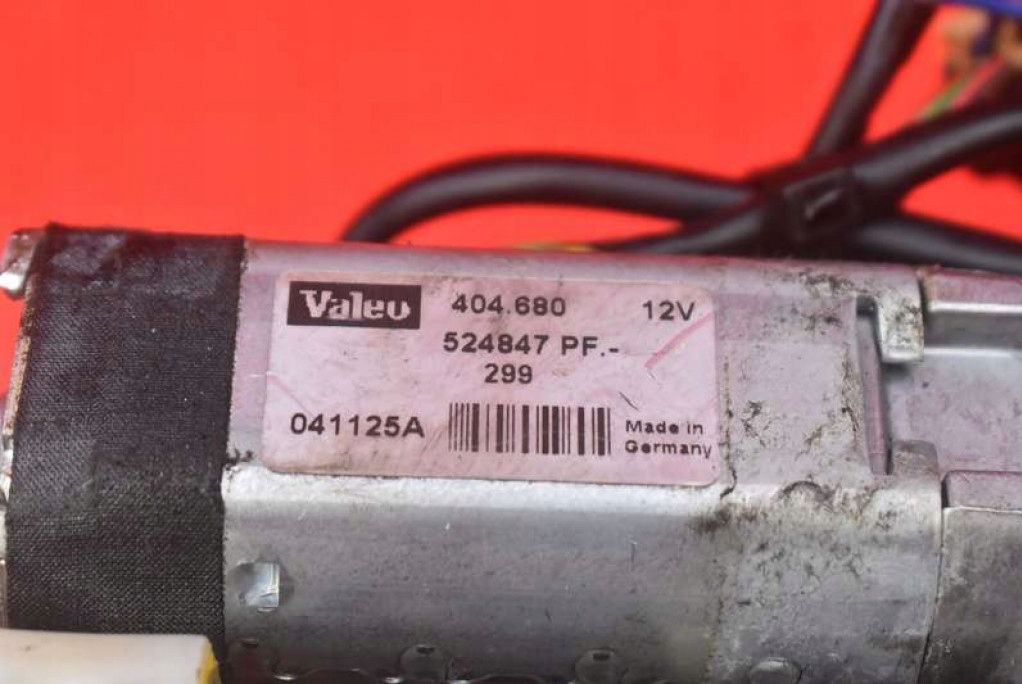 Valeo 404.680 12V
524847 PF.-
299
041125A Made in
Germany